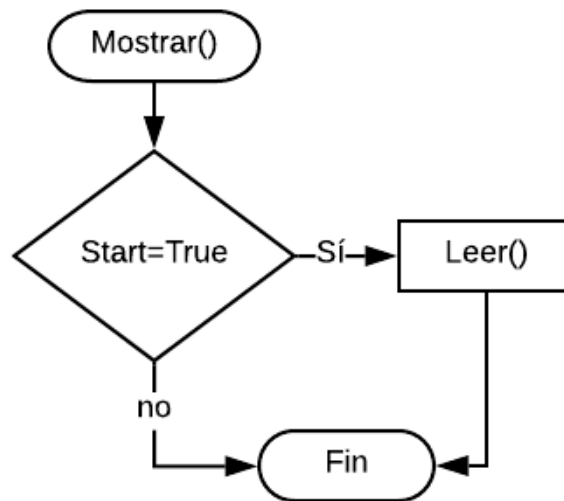 Mostrar()
Start=True
Sí
Leer()
no
Fin